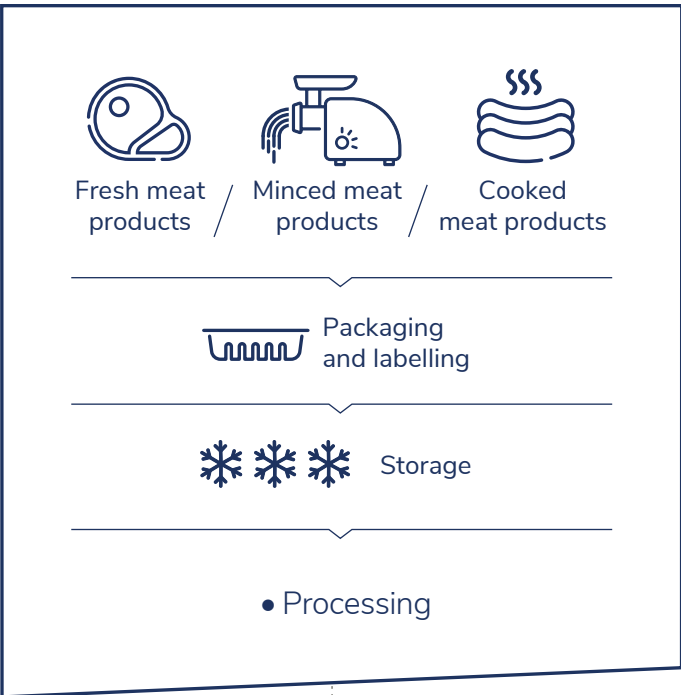 Fresh meat
products
/
Minced meat
products
/
Cooked
meat products
Packaging
and labelling
Storage
• Processing